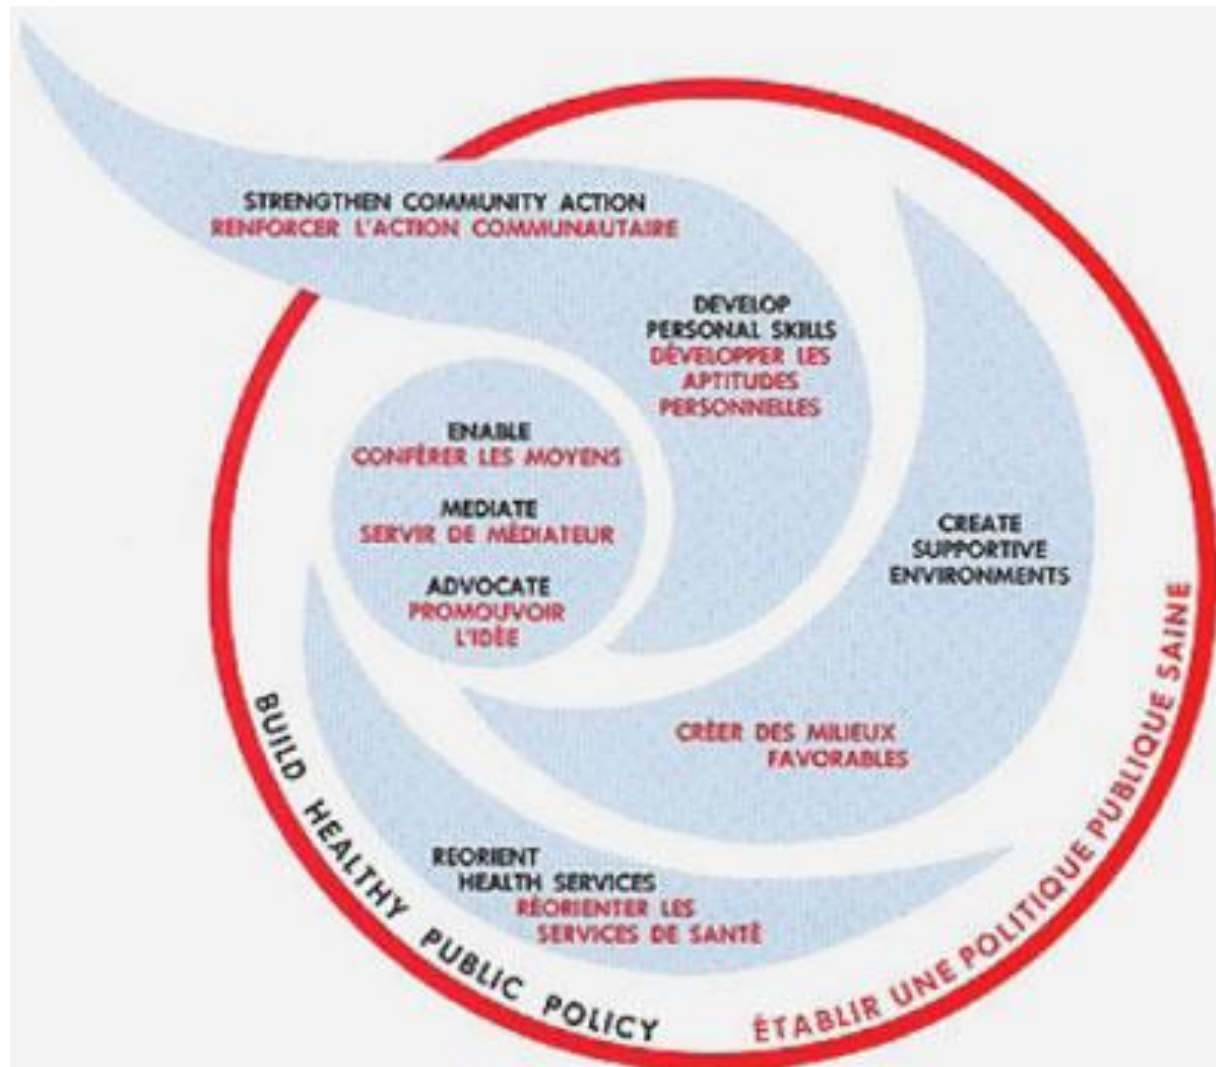 STRENGTHEN COMMUNITY ACTION
RENFORCER L'ACTION COMMUNAUTAIRE
DEVELOP
PERSONAL SKILLS
DÉVELOPPER LES
APTITUDES
PERSONNELLES
ENABLE
CONFÉRER LES MOYENS
MEDIATE
SERVIR DE MÉDIATEUR
ADVOCATE
PROMOUVOIR
L'IDÉE
CREATE
SUPPORTIVE
ENVIRONMENTS
CRÉER DES MILIEUX
FAVORABLES
REORIENT
HEALTH SERVICES
RÉORIENTER LES
SERVICES DE SANTÉ
BUILD HEALTHY PUBLIC POLICY
ÉTABLIR UNE POLITIQUE PUBLIQUE SAINE